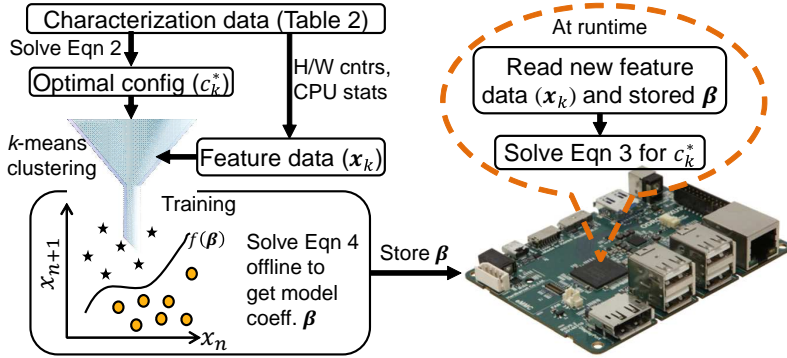 Characterization data (Table 2)
Solve Eqn 2
Optimal config (c*k)
H/W cntrs,
CPU stats
k-means
clustering
Feature data (xk)
Training
f(β)
xn+1
xn
Solve Eqn 4
offline to
get model
coeff. β
Store β
At runtime
Read new feature
data (xk) and stored β
Solve Eqn 3 for c*k